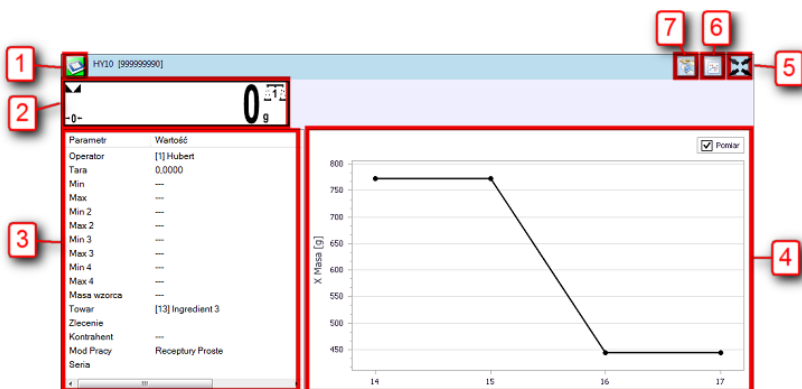 7
6
1
HY10 [999999990]
5
2
0
1
g
-0-
Parametr Wartość
Pomiar
Operator [1] Hubert
Tara 0,0000
Min ---
Max ---
Min 2 ---
Max 2 ---
3
Min 3 ---
Max 3 ---
Min 4 ---
Max 4 ---
Masa wzorca ---
Towar [13] Ingredient 3
Zlecenie
Kontrahent ---
Mod Pracy Receptury Proste
Seria
X Masa [g]
800
750
700
650
600
550
500
450
14 15 16 17
4